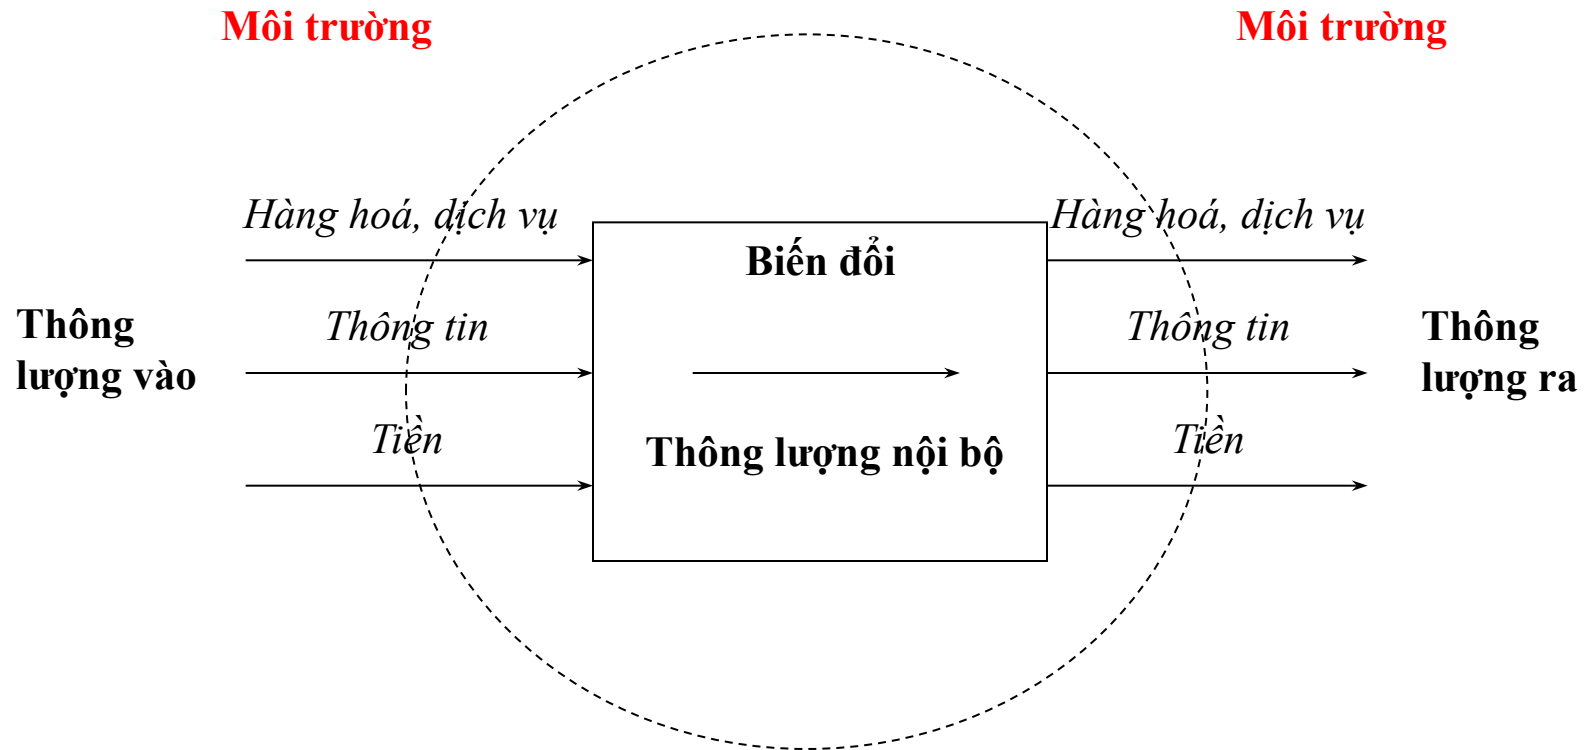 Môi trường
Môi trường
Hàng hoá, dịch vụ
Hàng hoá, dịch vụ
Biến đổi
Thông
lượng vào
Thông tin
Thông tin
Thông
lượng ra
Tiền
Tiền
Thông lượng nội bộ